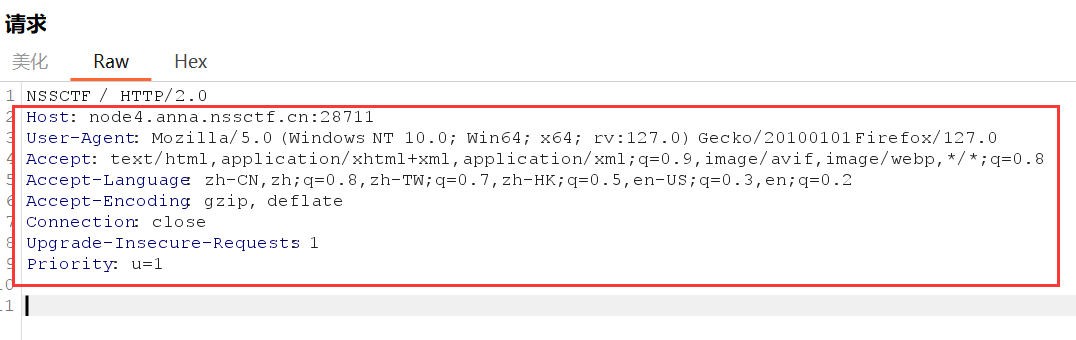 请求
美化 Raw Hex
1 NSSCTF / HTTP/2.0
2 Host: node4.anna.nssctf.cn:28711
3 User-Agent: Mozilla/5.0 (Windows NT 10.0; Win64; x64; rv:127.0) Gecko/20100101 Firefox/127.0
4 Accept: text/html,application/xhtml+xml,application/xml;q=0.9,image/avif,image/webp,*/*;q=0.8
5 Accept-Language: zh-CN,zh;q=0.8,zh-TW;q=0.7,zh-HK;q=0.5,en-US;q=0.3,en;q=0.2
6 Accept-Encoding: gzip, deflate
7 Connection: close
8 Upgrade-Insecure-Requests: 1
9 Priority: u=1
10
11